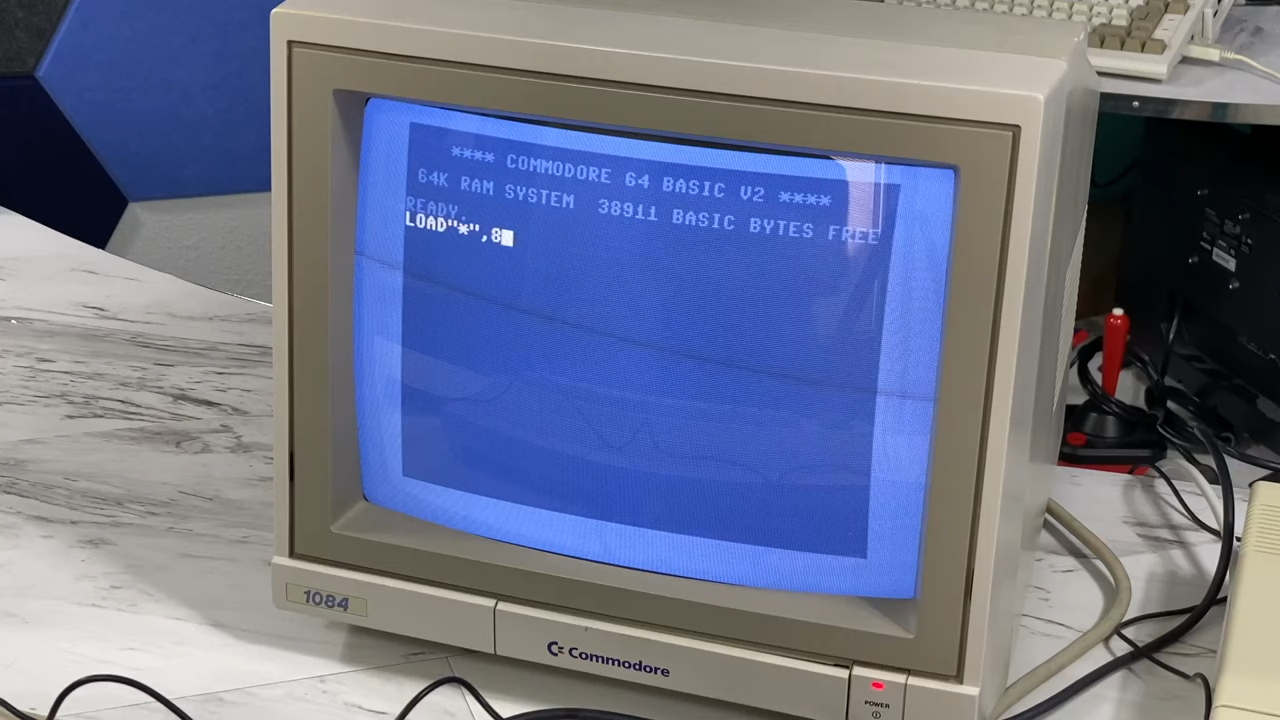 **** COMMODORE 64 BASIC V2 ****
64K RAM SYSTEM  38911 BASIC BYTES FREE
READY.
LOAD"*",8
1084
Commodore
POWER